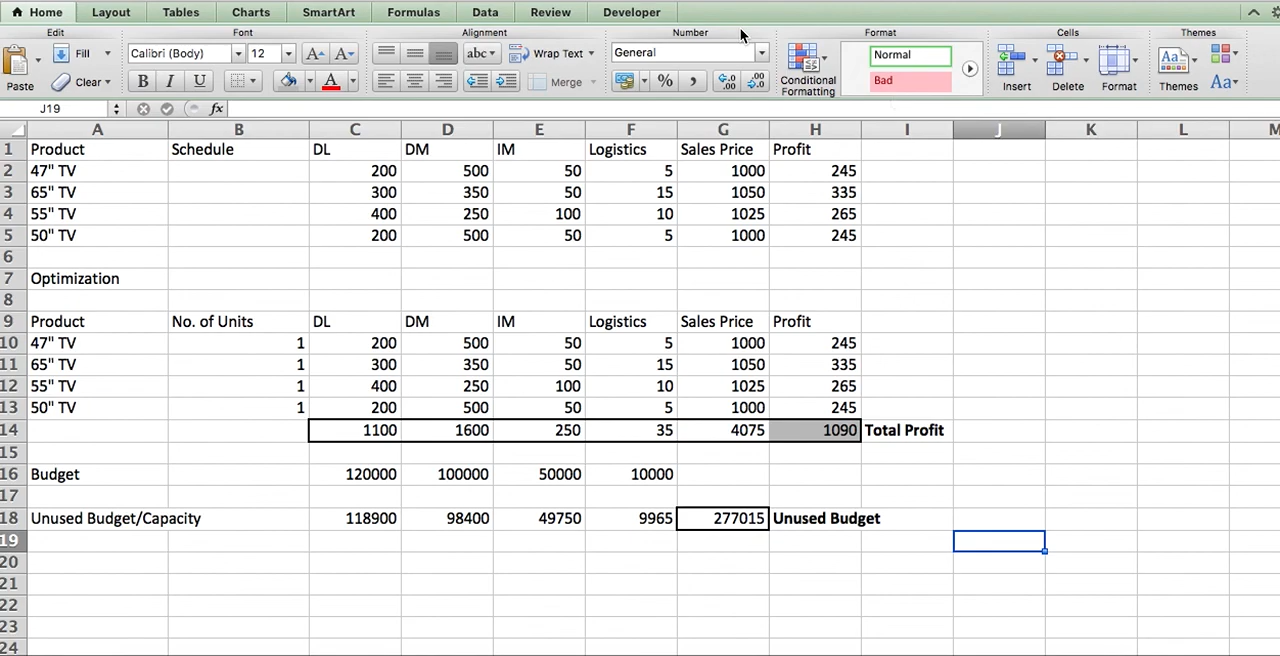 Home Layout Tables Charts SmartArt Formulas Data Review Developer
Edit Font Alignment Number Format Cells Themes
Paste Fill Calibri (Body) 12 A A abc Wrap Text General Conditional Formatting Normal Insert Delete Format Themes Aa
Clear B I U A Merge % Bad Aa
J19 fx
A B C D E F G H I J K L M
1 Product Schedule DL DM IM Logistics Sales Price Profit
2 47" TV 200 500 50 5 1000 245
3 65" TV 300 350 50 15 1050 335
4 55" TV 400 250 100 10 1025 265
5 50" TV 200 500 50 5 1000 245
6
7 Optimization
8
9 Product No. of Units DL DM IM Logistics Sales Price Profit
10 47" TV 1 200 500 50 5 1000 245
11 65" TV 1 300 350 50 15 1050 335
12 55" TV 1 400 250 100 10 1025 265
13 50" TV 1 200 500 50 5 1000 245
14 1100 1600 250 35 4075 1090 Total Profit
15
16 Budget 120000 100000 50000 10000
17
18 Unused Budget/Capacity 118900 98400 49750 9965 277015 Unused Budget
19
20
21
22
23
24